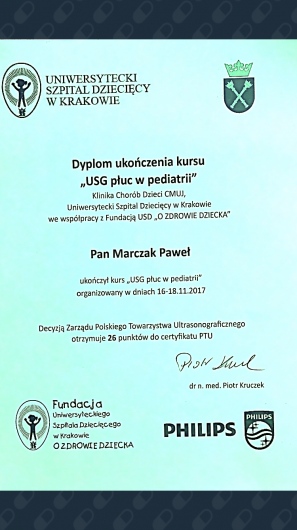 UNIWERSYTECKI
SZPITAL DZIECIĘCY
W KRAKOWIE
Dyplom ukończenia kursu
„USG płuc w pediatrii”
Klinika Chorób Dzieci CMUJ,
Uniwersytecki Szpital Dziecięcy w Krakowie
we współpracy z Fundacją USD „O ZDROWIE DZIECKA”
Pan Marczak Paweł
ukończył kurs „USG płuc w pediatrii”
organizowany w dniach 16-18.11.2017
Decyzją Zarządu Polskiego Towarzystwa Ultrasonograficznego
otrzymuje 26 punktów do certyfikatu PTU
dr n. med. Piotr Kruczek
Fundacja
Uniwersyteckiego
Szpitala Dziecięcego
w Krakowie
O ZDROWIE DZIECKA
PHILIPS
PHILIPS